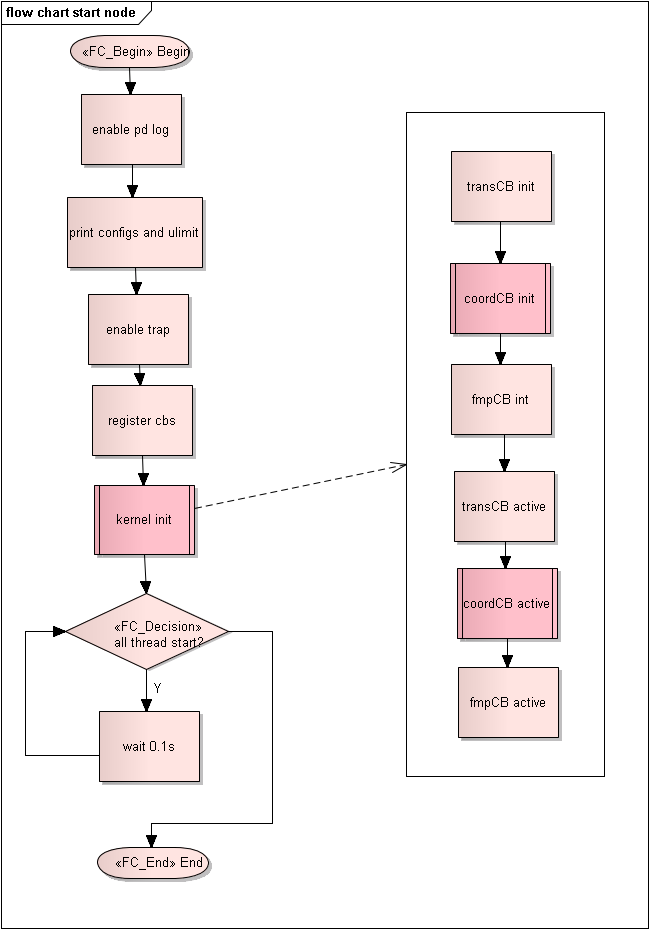 flow chart start node
«FC_Begin» Begin
enable pd log
print configs and ulimit
enable trap
register cbs
kernel init
«FC_Decision»
all thread start?
Y
wait 0.1s
«FC_End» End
transCB init
coordCB init
fmpCB int
transCB active
coordCB active
fmpCB active